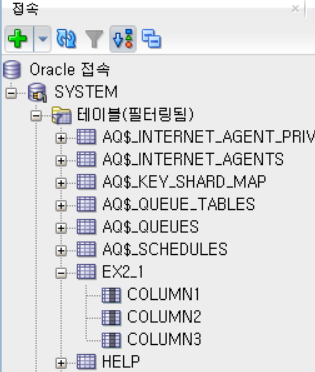 접속
Oracle 접속
SYSTEM
테이블(필터링됨)
AQ$_INTERNET_AGENT_PRIV
AQ$_INTERNET_AGENTS
AQ$_KEY_SHARD_MAP
AQ$_QUEUE_TABLES
AQ$_QUEUES
AQ$_SCHEDULES
EX2_1
COLUMN1
COLUMN2
COLUMN3
HELP